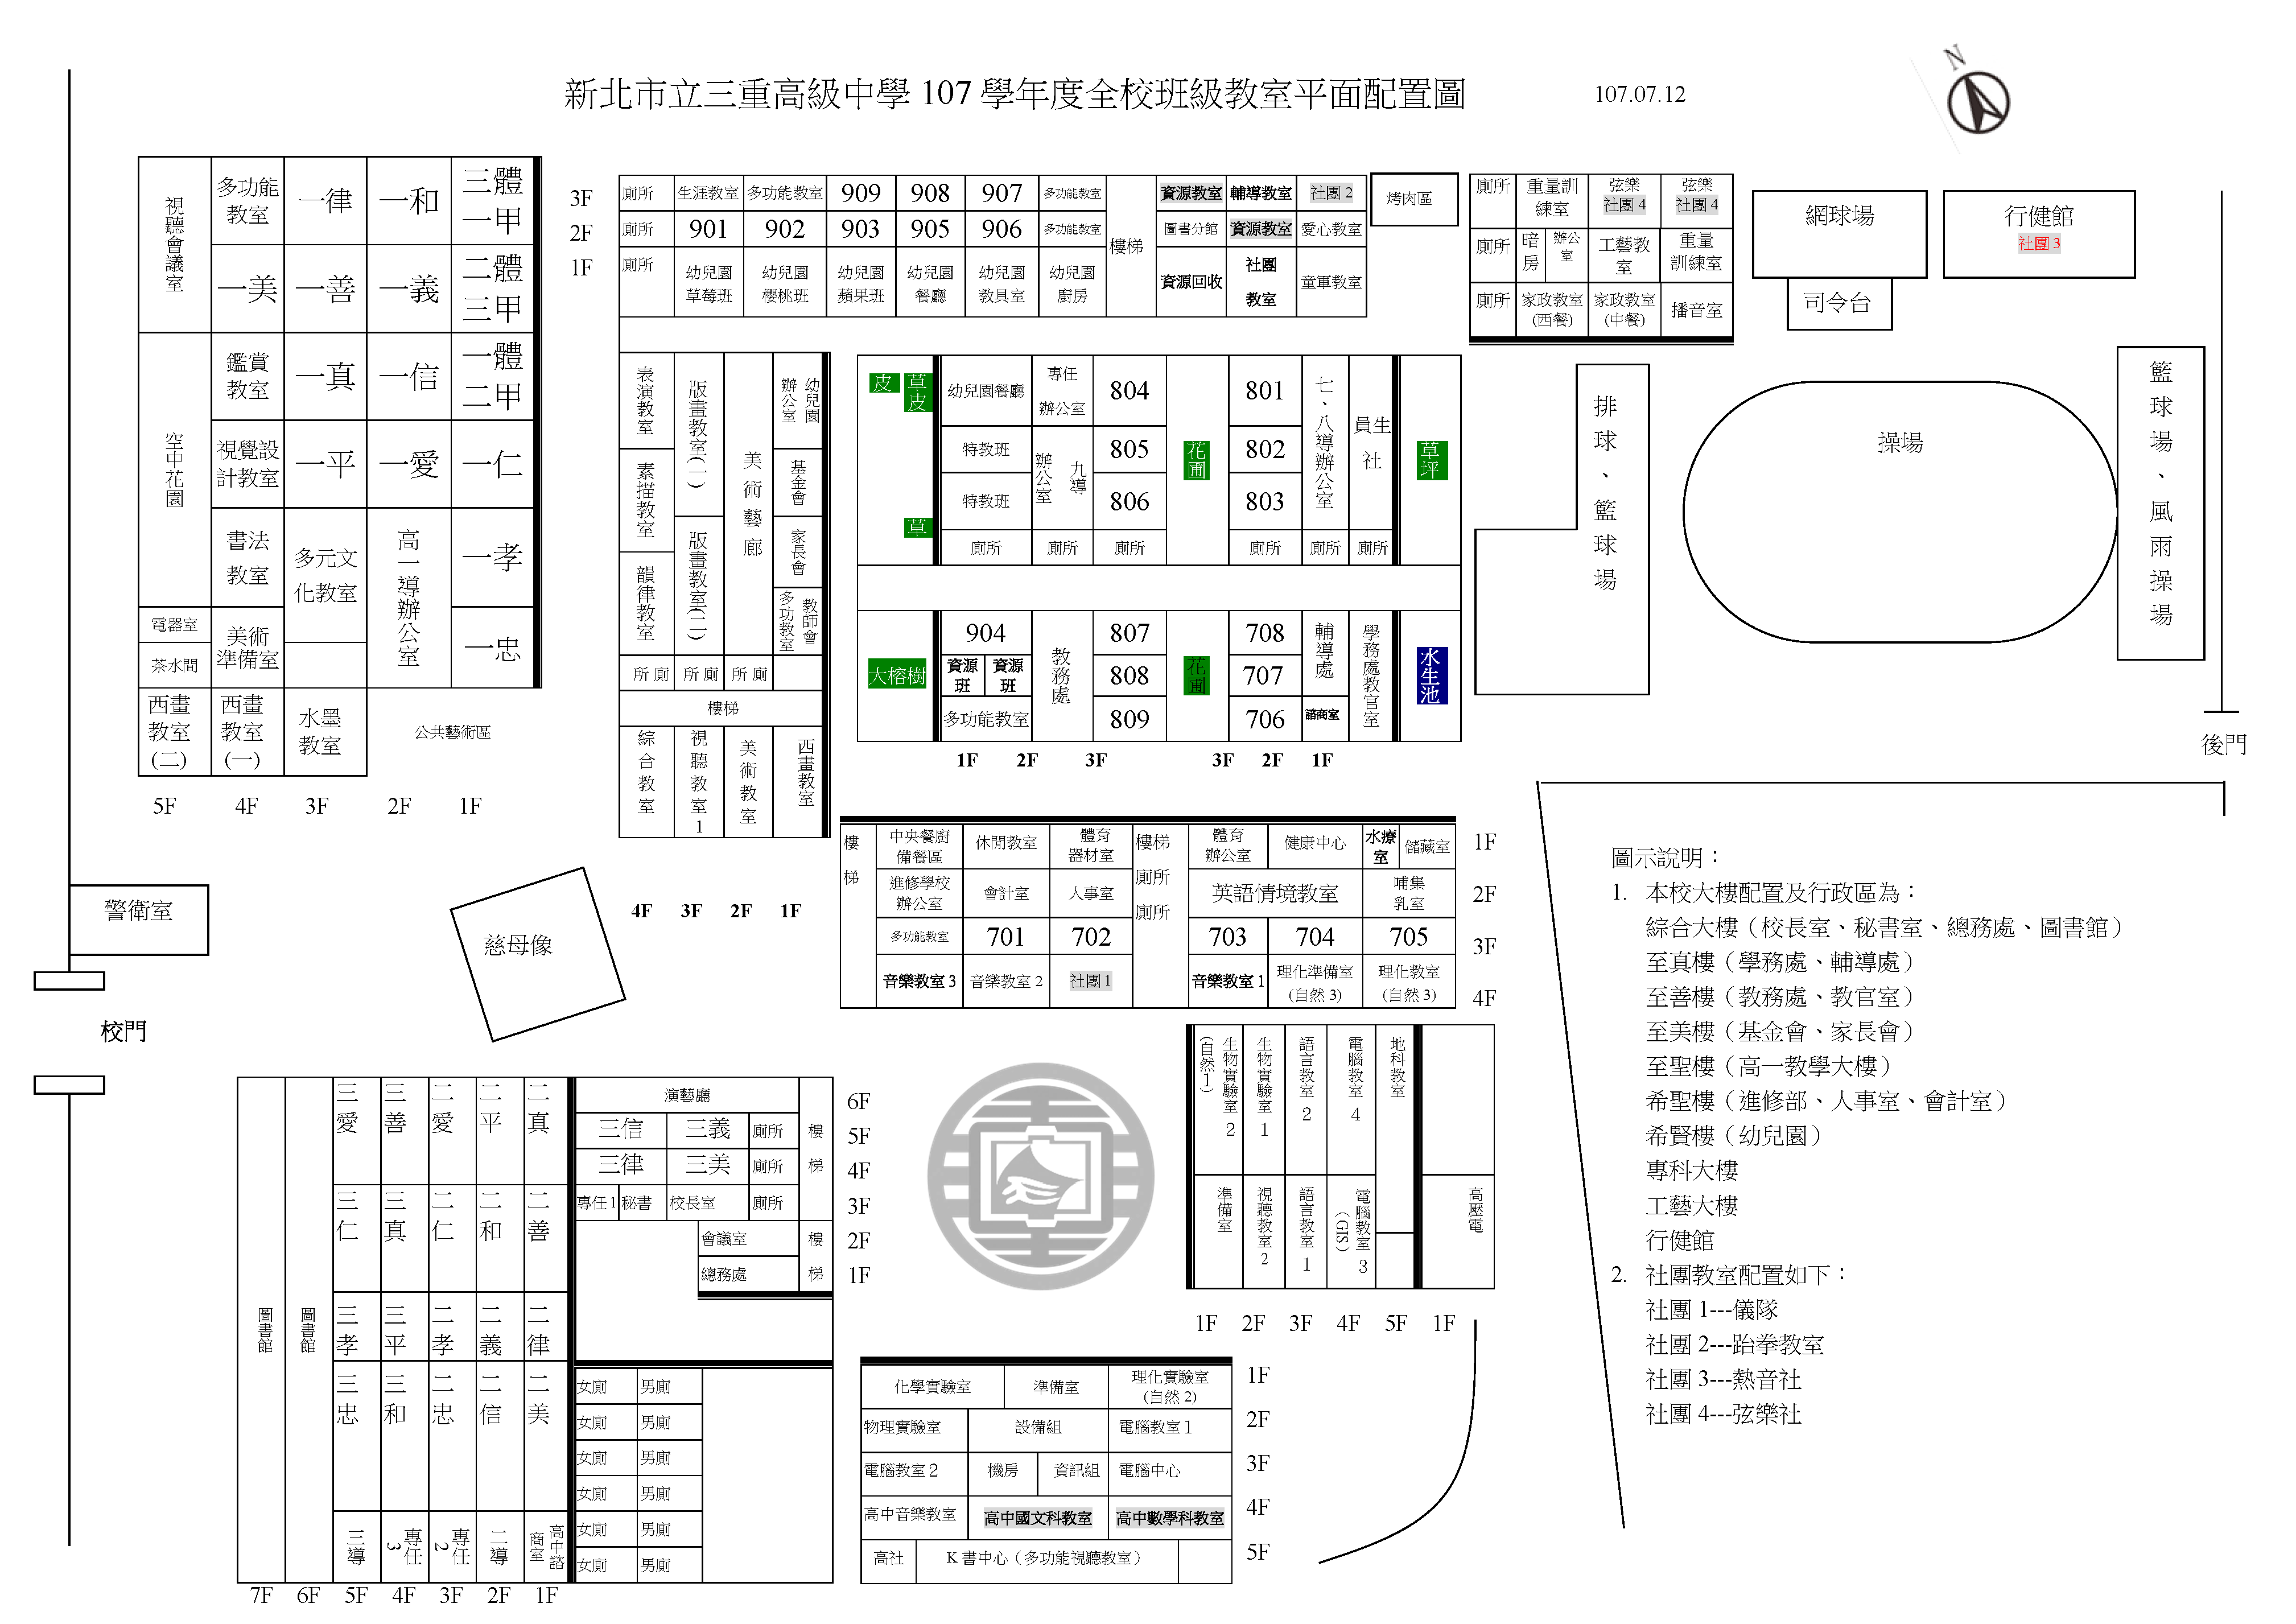 新北市立三重高級中學 107 學年度全校班級教室平面配置圖
107.07.12
N
視聽會議室
多功能教室
一律
一和
三體一甲
一美
一善
一義
二體三甲
空中花園
鑑賞教室
一真
一信
一體二甲
視覺設計教室
一平
一愛
一仁
書法教室
多元文化教室
高一導辦公室
一孝
電器室
美術準備室
一忠
茶水間
西畫教室(二)
西畫教室(一)
水墨教室
公共藝術區
5F
4F
3F
2F
1F
3F
廁所
生涯教室
多功能教室
909
908
907
多功能教室
樓梯
資源教室
輔導教室
社團 2
2F
廁所
901
902
903
905
906
多功能教室
圖書分館
資源教室
愛心教室
1F
廁所
幼兒園草莓班
幼兒園櫻桃班
幼兒園蘋果班
幼兒園餐廳
幼兒園教具室
幼兒園廚房
資源回收
社團教室
童軍教室
烤肉區
廁所
重量訓練室
弦樂
社團 4
弦樂
社團 4
廁所
暗房
辦公室
工藝教室
重量訓練室
廁所
家政教室(西餐)
家政教室(中餐)
播音室
網球場
司令台
行健館
社團 3
表演教室
版畫教室(一)
美術藝廊
幼兒園辦公室
素描教室
基金會
版畫教室(二)
家長會
韻律教室
教師會
多功教室
所廁
所廁
所廁
樓梯
綜合教室
視聽教室1
美術教室
西畫教室
4F
3F
2F
1F
皮
草皮
草
幼兒園餐廳
專任辦公室
804
花圃
801
七、八導辦公室
員生社
草坪
特教班
九導辦公室
805
802
特教班
806
803
廁所
廁所
廁所
廁所
廁所
廁所
大榕樹
904
教務處
807
花圃
708
輔導處
學務處教官室
水生池
資源班
資源班
808
707
多功能教室
809
706
諮商室
1F
2F
3F
3F
2F
1F
排球、籃球場
操場
籃球場、風雨操場
後門
樓梯
中央餐廚備餐區
休閒教室
體育器材室
樓梯
廁所
廁所
體育辦公室
健康中心
水療室
儲藏室
1F
進修學校辦公室
會計室
人事室
英語情境教室
哺集乳室
2F
多功能教室
701
702
703
704
705
3F
音樂教室 3
音樂教室 2
社團 1
音樂教室 1
理化準備室(自然 3)
理化教室(自然 3)
4F
警衛室
校門
慈母像
圖書館
圖書館
三愛
三善
二愛
二平
二真
三仁
三真
二仁
二和
二善
三孝
三平
二孝
二義
二律
三忠
三和
二忠
二信
二美
三導
專任3
專任2
二導
高中諮商室
7F
6F
5F
4F
3F
2F
1F
演藝廳
6F
三信
三義
廁所
樓梯
5F
三律
三美
廁所
4F
專任1
秘書
校長室
廁所
3F
會議室
樓梯
2F
總務處
1F
女廁
男廁
女廁
男廁
女廁
男廁
女廁
男廁
女廁
男廁
女廁
男廁
生物實驗室2(自然1)
生物實驗室1
語言教室2
電腦教室4
地科教室
準備室
視聽教室2
語言教室1
電腦教室3(GIS)
高壓電
1F
2F
3F
4F
5F
1F
化學實驗室
準備室
理化實驗室(自然 2)
1F
物理實驗室
設備組
電腦教室1
2F
電腦教室2
機房
資訊組
電腦中心
3F
高中音樂教室
高中國文科教室
高中數學科教室
4F
高社
K 書中心（多功能視聽教室）
5F
圖示說明：
1. 本校大樓配置及行政區為：
綜合大樓（校長室、秘書室、總務處、圖書館）
至真樓（學務處、輔導處）
至善樓（教務處、教官室）
至美樓（基金會、家長會）
至聖樓（高一教學大樓）
希聖樓（進修部、人事室、會計室）
希賢樓（幼兒園）
專科大樓
工藝大樓
行健館
2. 社團教室配置如下：
社團 1---儀隊
社團 2---跆拳教室
社團 3---熱音社
社團 4---弦樂社